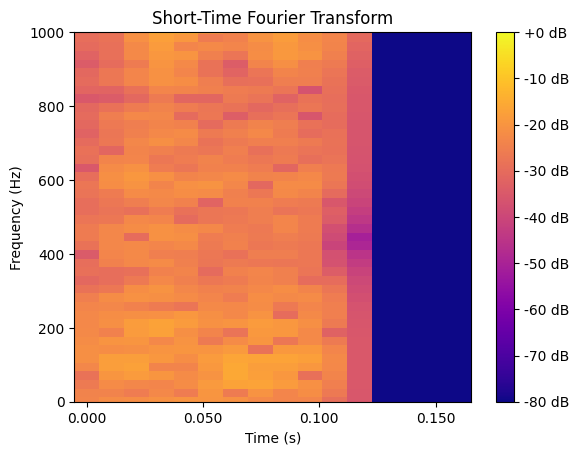 Short-Time Fourier Transform
Frequency (Hz)
1000
800
600
400
200
0
0.000
0.050
0.100
0.150
Time (s)
+0 dB
-10 dB
-20 dB
-30 dB
-40 dB
-50 dB
-60 dB
-70 dB
-80 dB